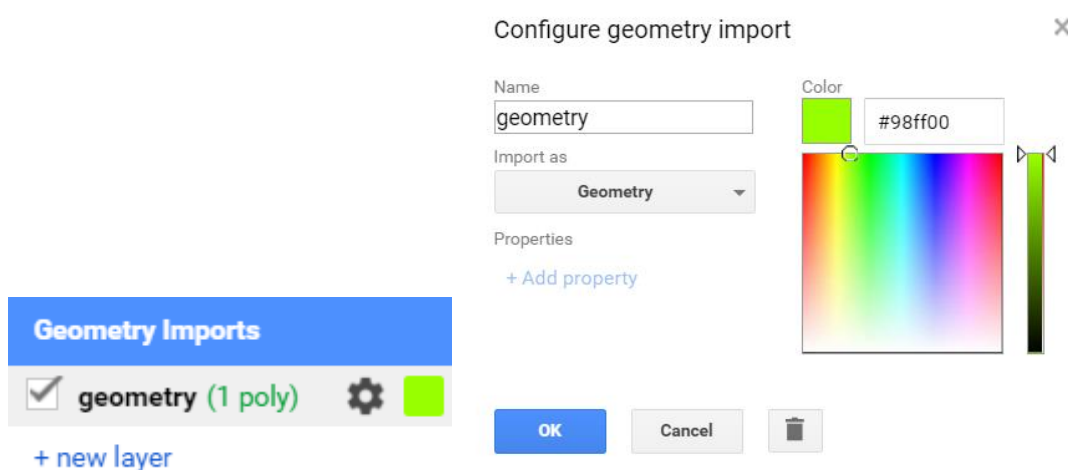 Configure geometry import
Name
geometry
Import as
Geometry
Properties
+ Add property
Color
#98ff00
OK
Cancel
Geometry Imports
geometry (1 poly)
+ new layer